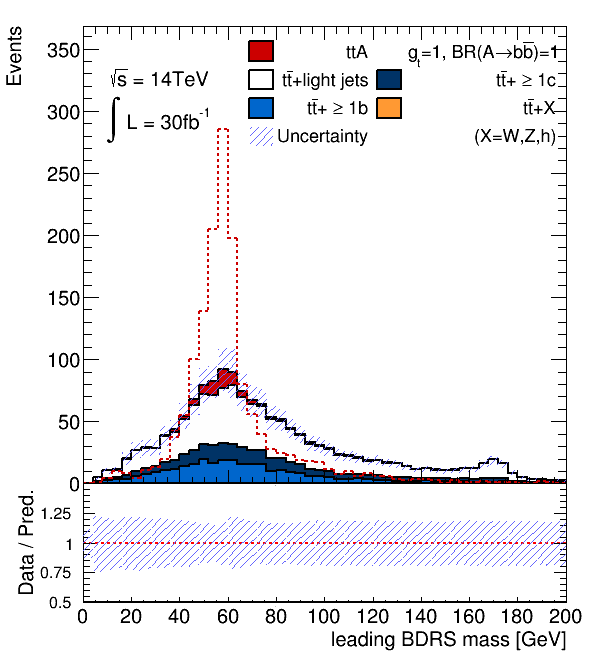 Events
350
300
250
200
150
100
50
0
√s = 14TeV
∫ L = 30fb⁻¹
ttA
g_t=1, BR(A→bb̄)=1
tt̄+light jets
tt̄+ ≥ 1c
tt̄+ ≥ 1b
tt̄+X
Uncertainty
(X=W,Z,h)
Data / Pred.
1.25
1
0.75
0.5
0 20 40 60 80 100 120 140 160 180 200
leading BDRS mass [GeV]